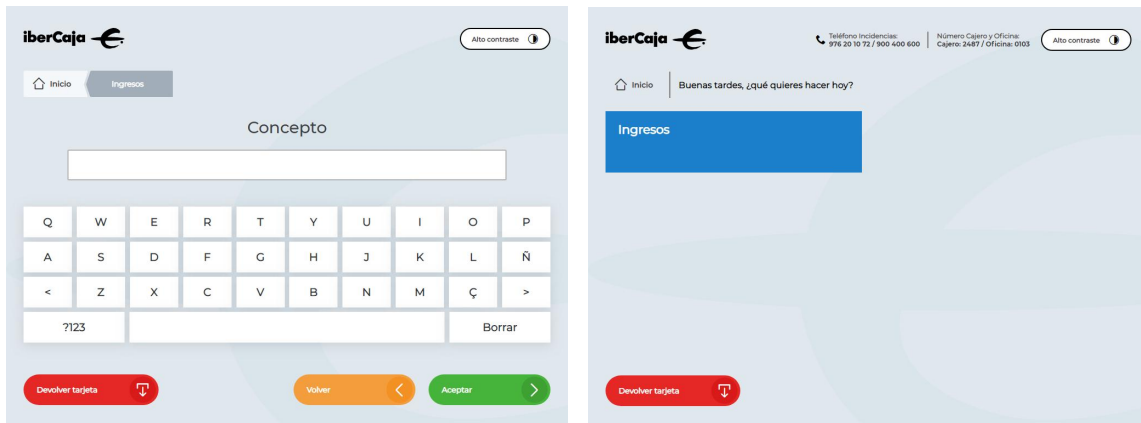 iberCaja
Alto contraste
Inicio
Ingresos
Concepto
Q W E R T Y U I O P
A S D F G H J K L Ñ
< Z X C V B N M Ç >
?123 Borrar
Devolver tarjeta
Volver
Aceptar
iberCaja
Teléfono Incidencias:
976 20 10 72 / 900 400 600
Número Cajero y Oficina:
Cajero: 2487 / Oficina: 0103
Alto contraste
Inicio
Buenas tardes, ¿qué quieres hacer hoy?
Ingresos
Devolver tarjeta